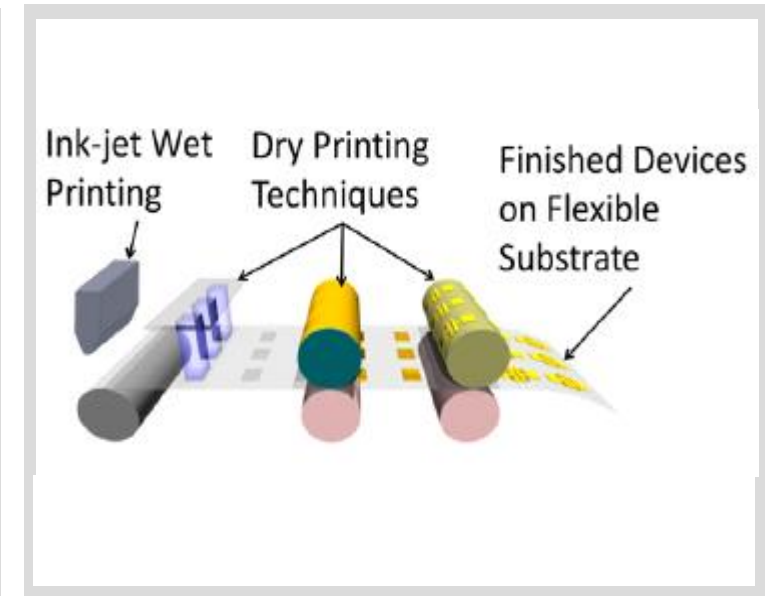 Ink-jet Wet
Printing
Dry Printing
Techniques
Finished Devices
on Flexible
Substrate